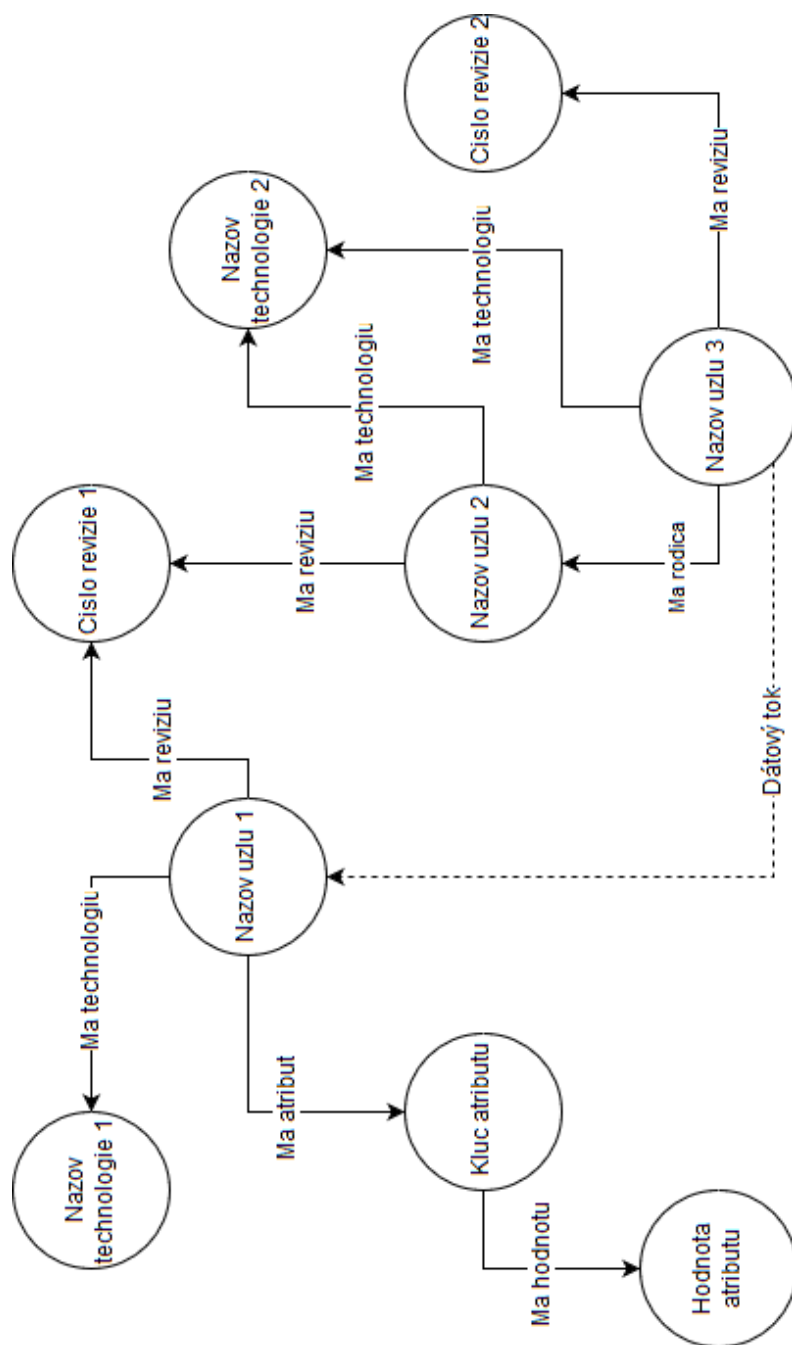 Nazov
technologie 1
Ma technologiu
Cislo revizie 1
Ma reviziu
Nazov uzlu 1
Nazov
technologie 2
Ma atribut
Ma reviziu
Ma technologiu
Kluc atributu
Nazov uzlu 2
Ma technologiu
Cislo revizie 2
Ma hodnotu
Ma rodica
Hodnota
atributu
Nazov uzlu 3
Ma reviziu
Dátový tok